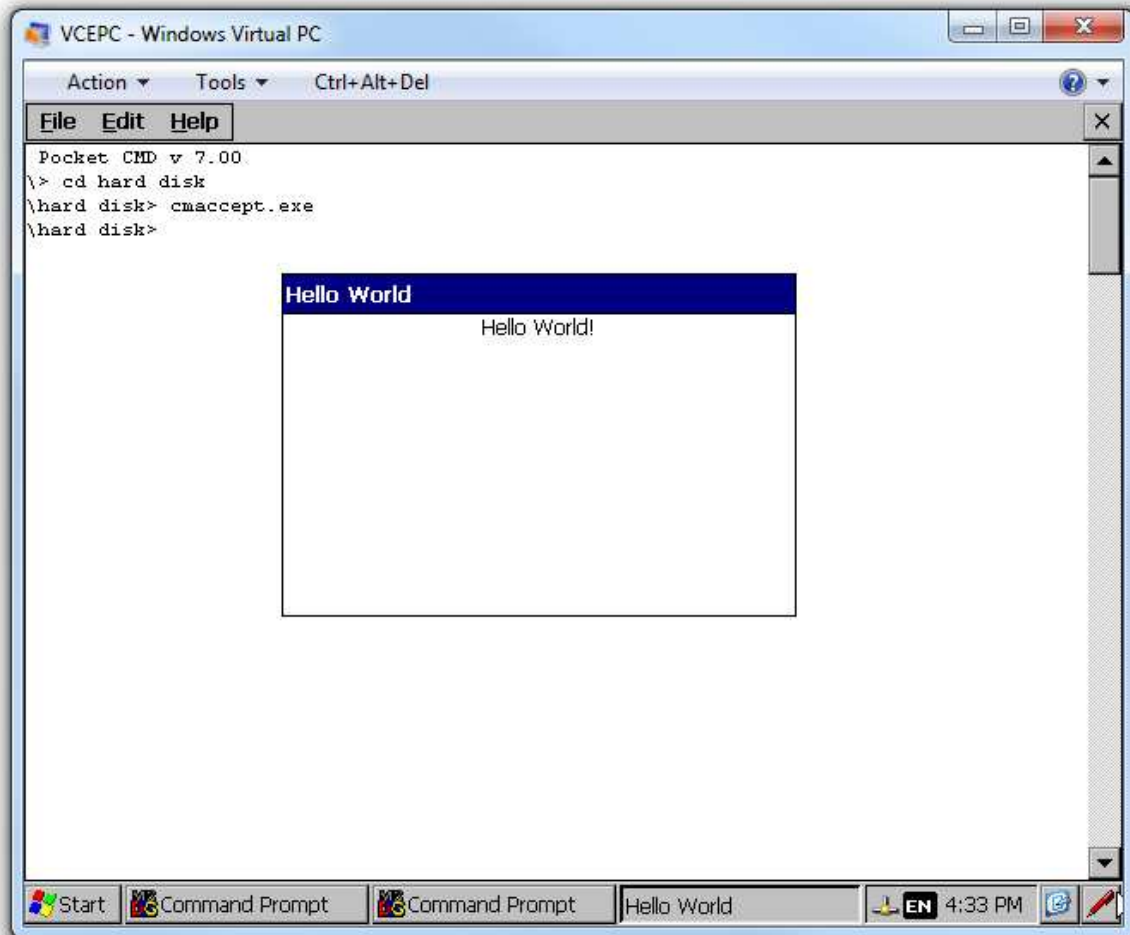 VCEPC - Windows Virtual PC
Action Tools Ctrl+Alt+Del
File Edit Help
Pocket CMD v 7.00
\> cd hard disk
\hard disk> cmaccept.exe
\hard disk>
Hello World
Hello World!
Start Command Prompt Command Prompt Hello World EN 4:33 PM